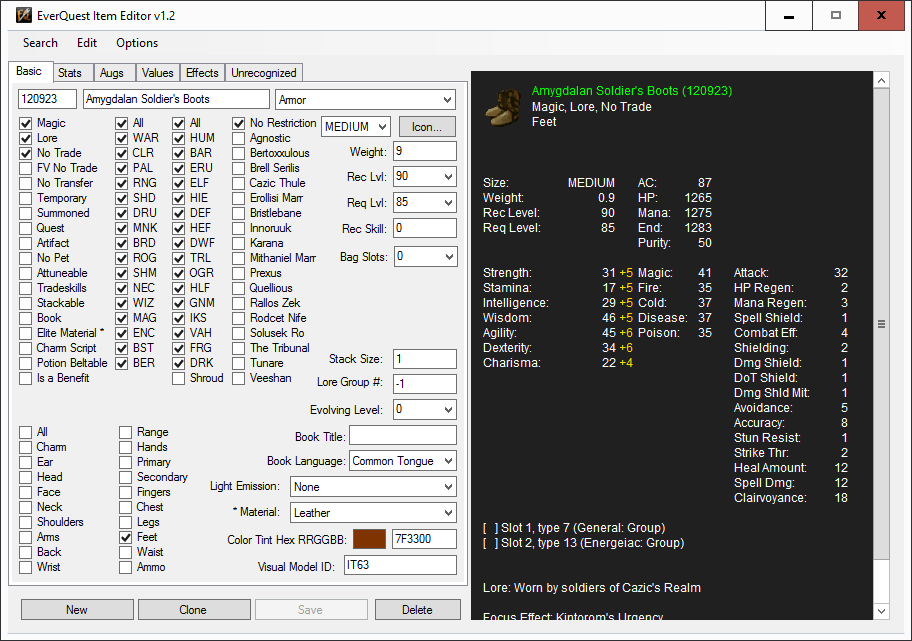 EverQuest Item Editor v1.2
Search Edit Options
Basic Stats Augs Values Effects Unrecognized
120923 Amygdalan Soldier's Boots Armor
Magic All All No Restriction MEDIUM Icon...
Lore WAR HUM Agnostic
No Trade CLR BAR Bertoxxulous Weight: 9
FV No Trade PAL ERU Brell Serilis
No Transfer RNG ELF Cazic Thule Rec Lvl: 90
Temporary SHD HIE Erollisi Marr
Summoned DRU DEF Bristlebane Req Lvl: 85
Quest MNK HEF Innoruuk Rec Skill: 0
Artifact BRD DWF Karana
No Pet ROG TRL Mithaniel Marr Bag Slots: 0
Attuneable SHM OGR Prexus
Tradeskills NEC HLF Quellious
Stackable WIZ GNM Rallos Zek
Book MAG IKS Rodcet Nife
Elite Material * ENC VAH Solusek Ro
Charm Script BST FRG The Tribunal
Potion Beltable BER DRK Tunare Stack Size: 1
Is a Benefit Shroud Veeshan Lore Group #: -1
Evolving Level: 0
All Range Book Title:
Charm Hands
Ear Primary Book Language: Common Tongue
Head Secondary
Face Fingers Light Emission: None
Neck Chest
Shoulders Legs * Material: Leather
Arms Feet Color Tint Hex RRGGBB: 7F3300
Back Waist
Wrist Ammo Visual Model ID: IT63
New Clone Save Delete
Amygdalan Soldier's Boots (120923)
Magic, Lore, No Trade
Feet
Size: MEDIUM AC: 87
Weight: 0.9 HP: 1265
Rec Level: 90 Mana: 1275
Req Level: 85 End: 1283
Purity: 50
Strength: 31 +5 Magic: 41 Attack: 32
Stamina: 17 +5 Fire: 35 HP Regen: 2
Intelligence: 29 +5 Cold: 37 Mana Regen: 3
Wisdom: 46 +5 Disease: 37 Spell Shield: 1
Agility: 45 +6 Poison: 35 Combat Eff: 4
Dexterity: 34 +6 Shielding: 2
Charisma: 22 +4 Dmg Shield: 1
DoT Shield: 1
Dmg Shld Mit: 1
Avoidance: 5
Accuracy: 8
Stun Resist: 1
Strike Thr: 2
Heal Amount: 12
Spell Dmg: 12
Clairvoyance: 18
[ ] Slot 1, type 7 (General: Group)
[ ] Slot 2, type 13 (Energeiac: Group)
Lore: Worn by soldiers of Cazic's Realm
Focus Effect: Kintorom's Urgency